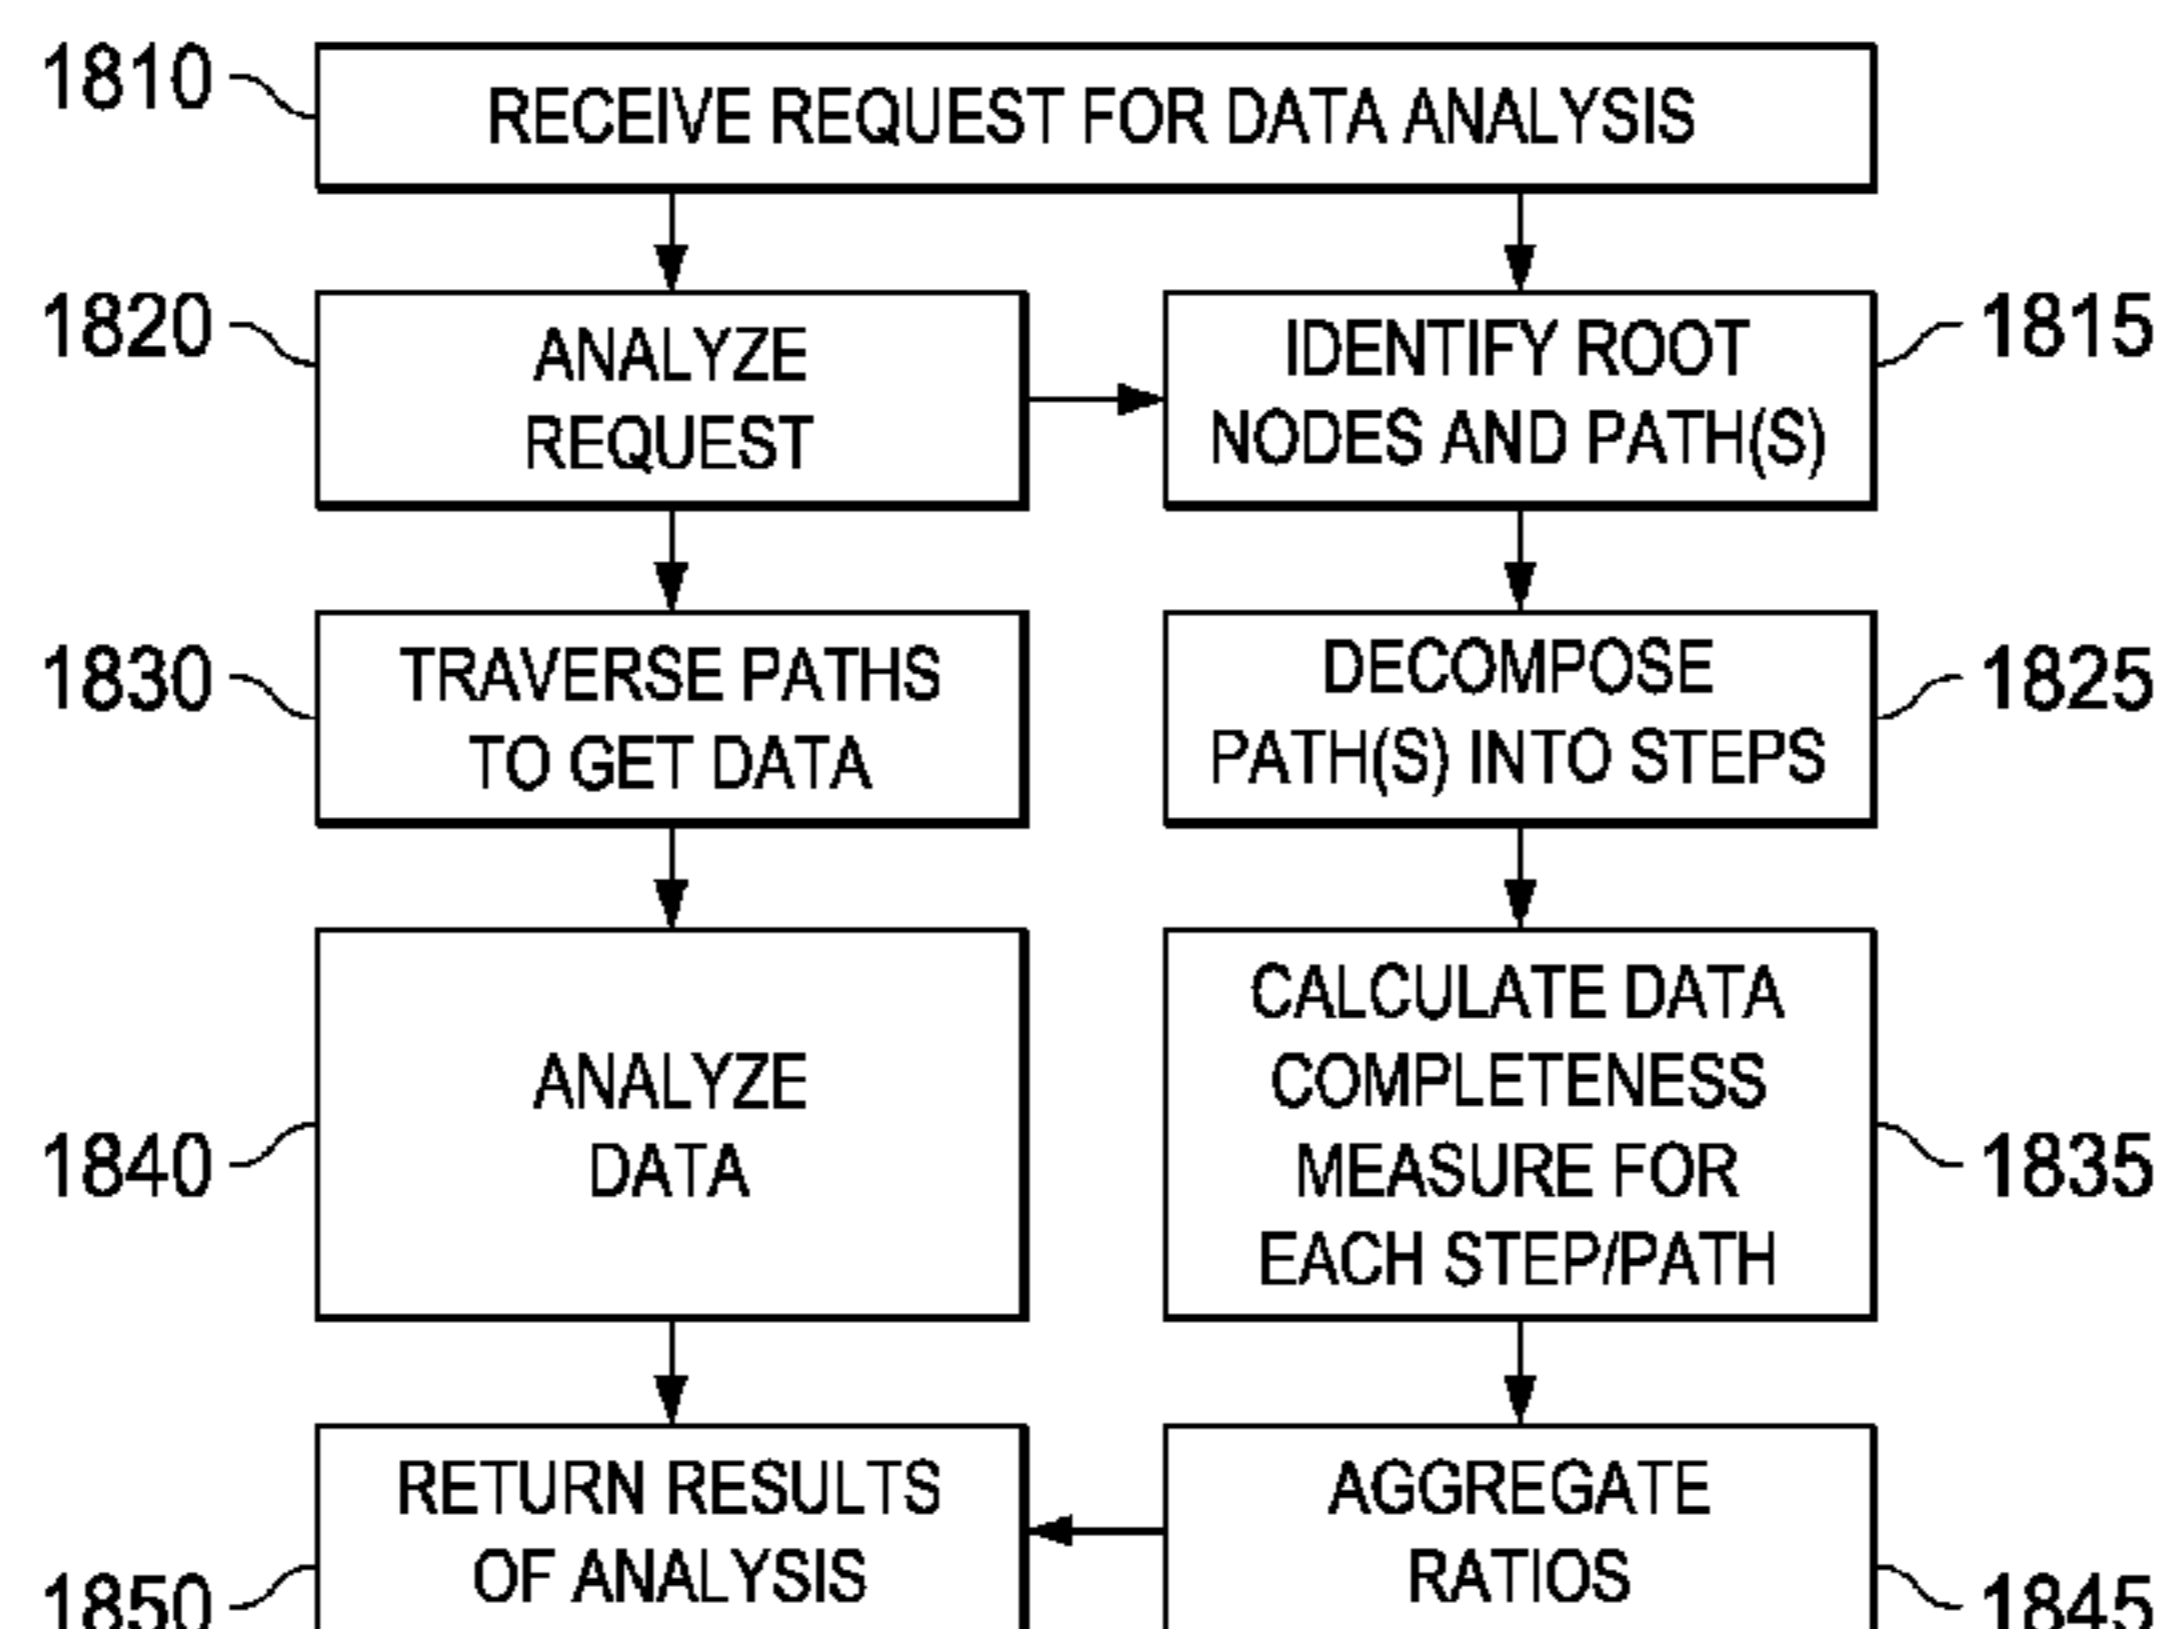 1810
RECEIVE REQUEST FOR DATA ANALYSIS
1820
ANALYZE
REQUEST
IDENTIFY ROOT
NODES AND PATH(S)
1815
1830
TRAVERSE PATHS
TO GET DATA
DECOMPOSE
PATH(S) INTO STEPS
1825
1840
ANALYZE
DATA
CALCULATE DATA
COMPLETENESS
MEASURE FOR
EACH STEP/PATH
1835
1850
RETURN RESULTS
OF ANALYSIS
AGGREGATE
RATIOS
1845